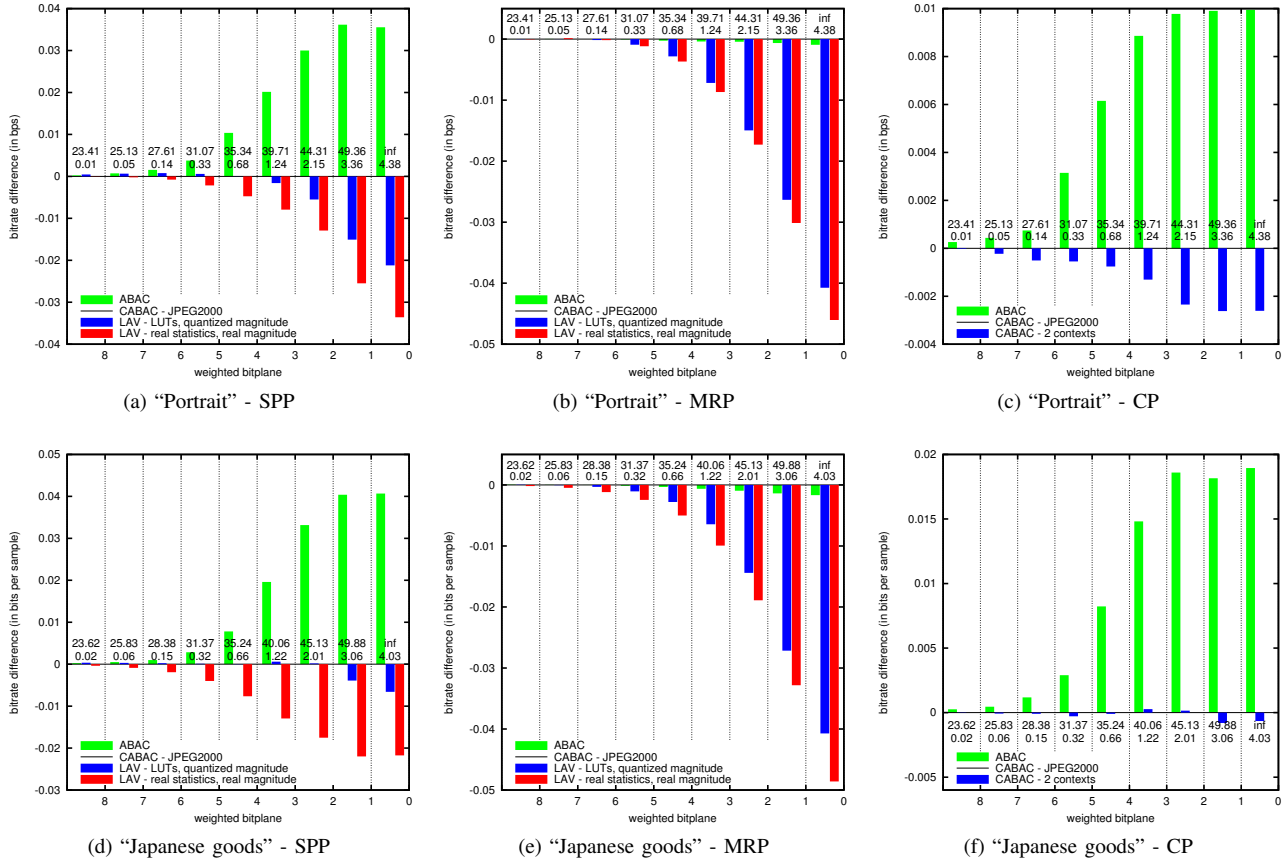 0.04
0.03
0.02
0.01
0
-0.01
-0.02
-0.03
-0.04
bitrate difference (in bps)
23.41 25.13 27.61 31.07 35.34 39.71 44.31 49.36 inf
0.01 0.05 0.14 0.33 0.68 1.24 2.15 3.36 4.38
ABAC
CABAC - JPEG2000
LAV - LUTs, quantized magnitude
LAV - real statistics, real magnitude
8 7 6 5 4 3 2 1 0
weighted bitplane
(a) “Portrait” - SPP
0
-0.01
-0.02
-0.03
-0.04
-0.05
bitrate difference (in bps)
23.41 25.13 27.61 31.07 35.34 39.71 44.31 49.36 inf
0.01 0.05 0.14 0.33 0.68 1.24 2.15 3.36 4.38
ABAC
CABAC - JPEG2000
LAV - LUTs, quantized magnitude
LAV - real statistics, real magnitude
8 7 6 5 4 3 2 1 0
weighted bitplane
(b) “Portrait” - MRP
0.01
0.008
0.006
0.004
0.002
0
-0.002
-0.004
bitrate difference (in bps)
23.41 25.13 27.61 31.07 35.34 39.71 44.31 49.36 inf
0.01 0.05 0.14 0.33 0.68 1.24 2.15 3.36 4.38
ABAC
CABAC - JPEG2000
CABAC - 2 contexts
8 7 6 5 4 3 2 1 0
weighted bitplane
(c) “Portrait” - CP
0.05
0.04
0.03
0.02
0.01
0
-0.01
-0.02
-0.03
bitrate difference (in bits per sample)
23.62 25.83 28.38 31.37 35.24 40.06 45.13 49.88 inf
0.02 0.06 0.15 0.32 0.66 1.22 2.01 3.06 4.03
ABAC
CABAC - JPEG2000
LAV - LUTs, quantized magnitude
LAV - real statistics, real magnitude
8 7 6 5 4 3 2 1 0
weighted bitplane
(d) “Japanese goods” - SPP
0
-0.01
-0.02
-0.03
-0.04
-0.05
bitrate difference (in bits per sample)
23.62 25.83 28.38 31.37 35.24 40.06 45.13 49.88 inf
0.02 0.06 0.15 0.32 0.66 1.22 2.01 3.06 4.03
ABAC
CABAC - JPEG2000
LAV - LUTs, quantized magnitude
LAV - real statistics, real magnitude
8 7 6 5 4 3 2 1 0
weighted bitplane
(e) “Japanese goods” - MRP
0.02
0.015
0.01
0.005
0
-0.005
bitrate difference (in bits per sample)
23.62 25.83 28.38 31.37 35.24 40.06 45.13 49.88 inf
0.02 0.06 0.15 0.32 0.66 1.22 2.01 3.06 4.03
ABAC
CABAC - JPEG2000
CABAC - 2 contexts
8 7 6 5 4 3 2 1 0
weighted bitplane
(f) “Japanese goods” - CP